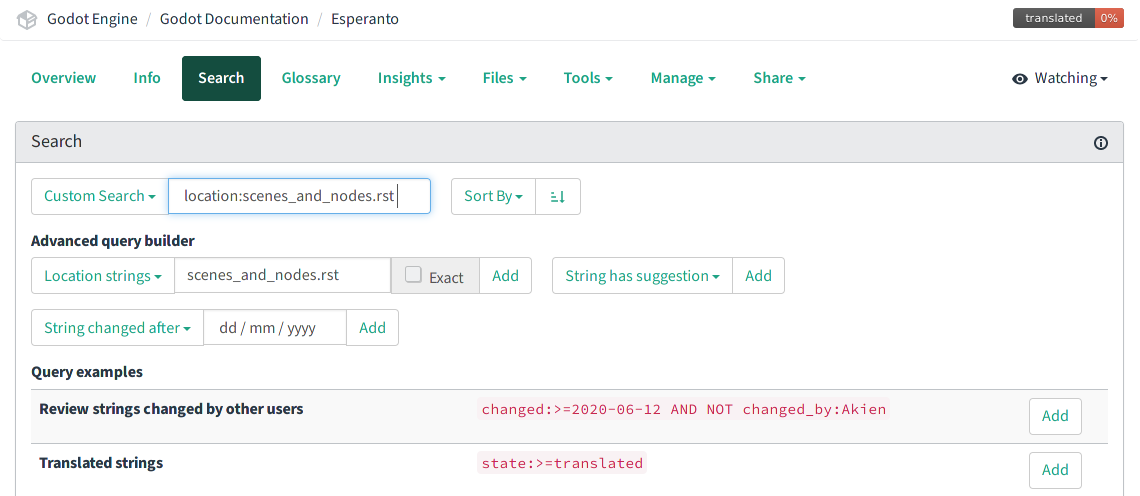 Godot Engine / Godot Documentation / Esperanto translated 0%
Overview Info Search Glossary Insights Files Tools Manage Share Watching
Search
Custom Search location:scenes_and_nodes.rst Sort By
Advanced query builder
Location strings scenes_and_nodes.rst Exact Add String has suggestion Add
String changed after dd / mm / yyyy Add
Query examples
Review strings changed by other users changed:>=2020-06-12 AND NOT changed_by:Akien Add
Translated strings state:>=translated Add